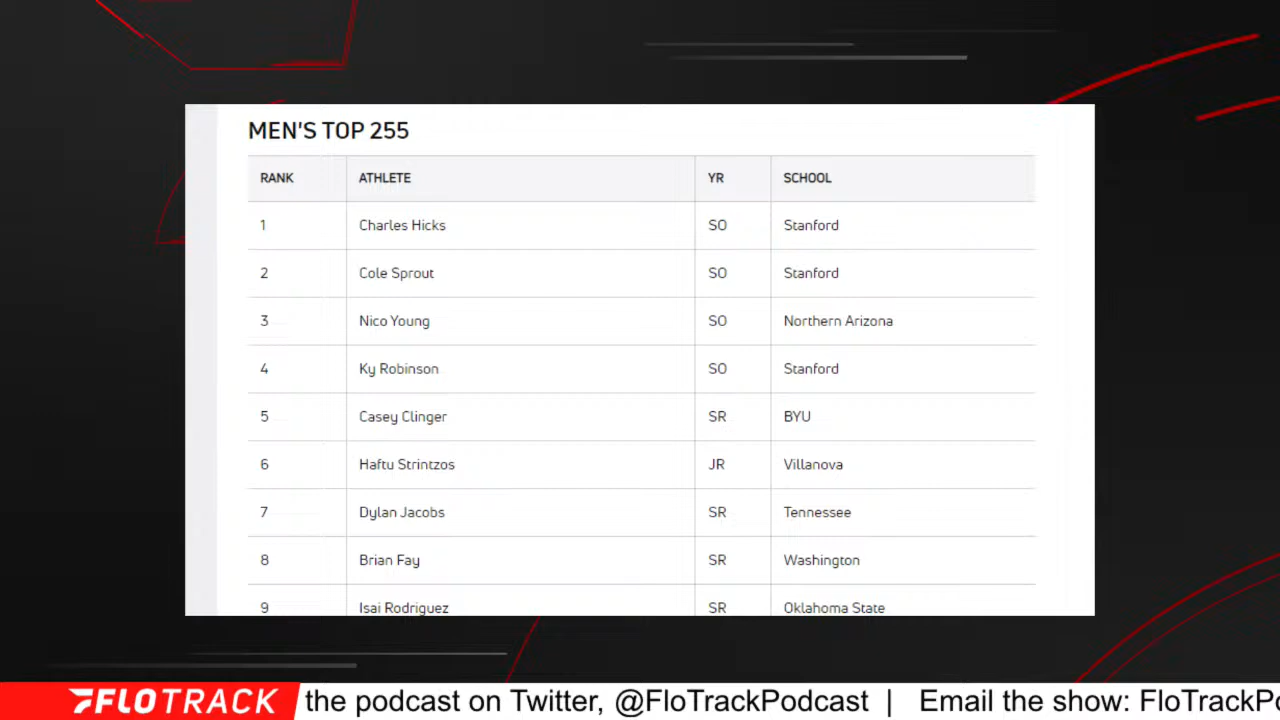 MEN'S TOP 255
RANK ATHLETE YR SCHOOL
1 Charles Hicks SO Stanford
2 Cole Sprout SO Stanford
3 Nico Young SO Northern Arizona
4 Ky Robinson SO Stanford
5 Casey Clinger SR BYU
6 Haftu Strintzos JR Villanova
7 Dylan Jacobs SR Tennessee
8 Brian Fay SR Washington
9 Isai Rodriguez SR Oklahoma State
FLOTRACK the podcast on Twitter, @FloTrackPodcast | Email the show: FloTrackPo